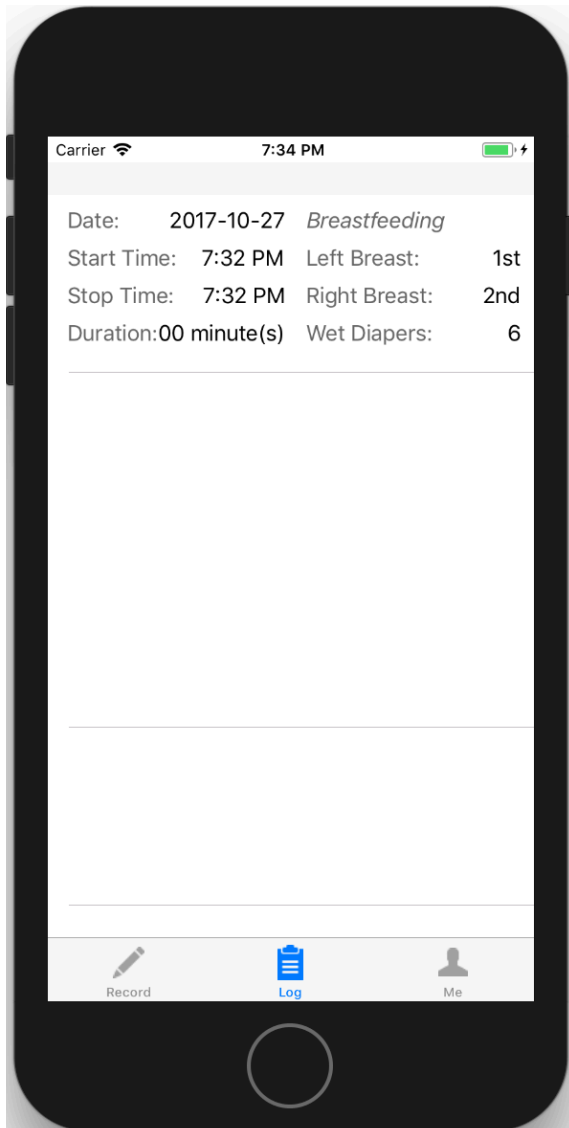 Carrier 7:34 PM
Date: 2017-10-27 Breastfeeding
Start Time: 7:32 PM Left Breast: 1st
Stop Time: 7:32 PM Right Breast: 2nd
Duration:00 minute(s) Wet Diapers: 6
Record Log Me